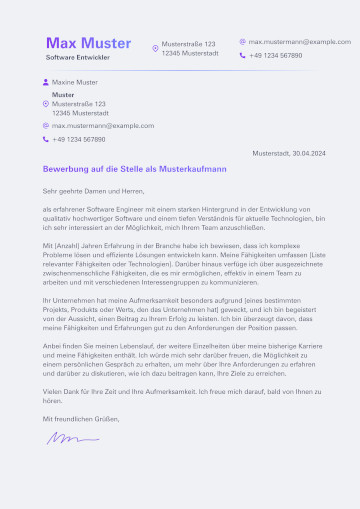 Max Muster
Software Entwickler
Musterstraße 123
12345 Musterstadt
max.mustermann@example.com
+49 1234 567890
Maxine Muster
Muster
Musterstraße 123
12345 Musterstadt
max.mustermann@example.com
+49 1234 567890
Musterstadt, 30.04.2024
Bewerbung auf die Stelle als Musterkaufmann
Sehr geehrte Damen und Herren,
als erfahrener Software Engineer mit einem starken Hintergrund in der Entwicklung von
qualitativ hochwertiger Software und einem tiefen Verständnis für aktuelle Technologien, bin
ich sehr interessiert an der Möglichkeit, mich Ihrem Team anzuschließen.
Mit [Anzahl] Jahren Erfahrung in der Branche habe ich bewiesen, dass ich komplexe
Probleme lösen und effiziente Lösungen entwickeln kann. Meine Fähigkeiten umfassen [Liste
relevanter Fähigkeiten oder Technologien]. Darüber hinaus verfüge ich über ausgezeichnete
zwischenmenschliche Fähigkeiten, die es mir ermöglichen, effektiv in einem Team zu
arbeiten und mit verschiedenen Interessengruppen zu kommunizieren.
Ihr Unternehmen hat meine Aufmerksamkeit besonders aufgrund [eines bestimmten
Projekts, Produkts oder Werts, den das Unternehmen hat] geweckt, und ich bin begeistert
von der Aussicht, einen Beitrag zu Ihrem Erfolg zu leisten. Ich bin überzeugt davon, dass
meine Fähigkeiten und Erfahrungen gut zu den Anforderungen der Position passen.
Anbei finden Sie meinen Lebenslauf, der weitere Einzelheiten über meine bisherige Karriere
und meine Fähigkeiten enthält. Ich würde mich sehr darüber freuen, die Möglichkeit zu
einem persönlichen Gespräch zu erhalten, um mehr über Ihre Anforderungen zu erfahren
und darüber zu diskutieren, wie ich dazu beitragen kann, Ihre Ziele zu erreichen.
Vielen Dank für Ihre Zeit und Ihre Aufmerksamkeit. Ich freue mich darauf, bald von Ihnen zu
hören.
Mit freundlichen Grüßen,